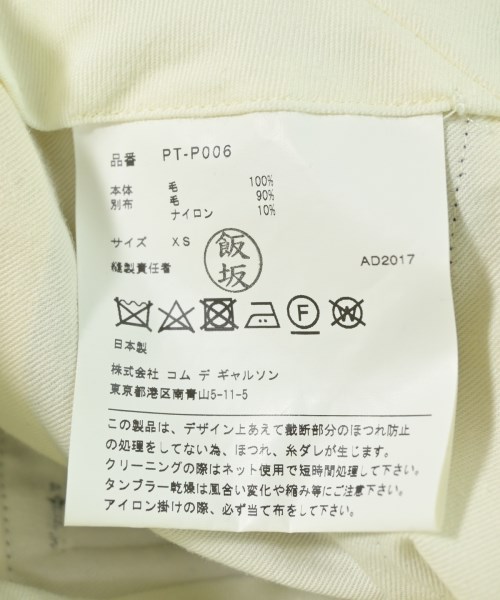 品番 PT-P006
本体 毛 100%
別布 毛 90%
ナイロン 10%
サイズ XS
飯坂
縫製責任者
AD2017
F W
日本製
株式会社 コム デ ギャルソン
東京都港区南青山5-11-5
この製品は、デザイン上あえて裁断部分のほつれ防止
の処理をしてない為、ほつれ、糸ダレが生じます。
クリーニングの際はネット使用で短時間処理して下さい。
タンブラー乾燥は風合い変化や縮み等にご注意下さい。
アイロン掛けの際、必ず当て布をして下さい。